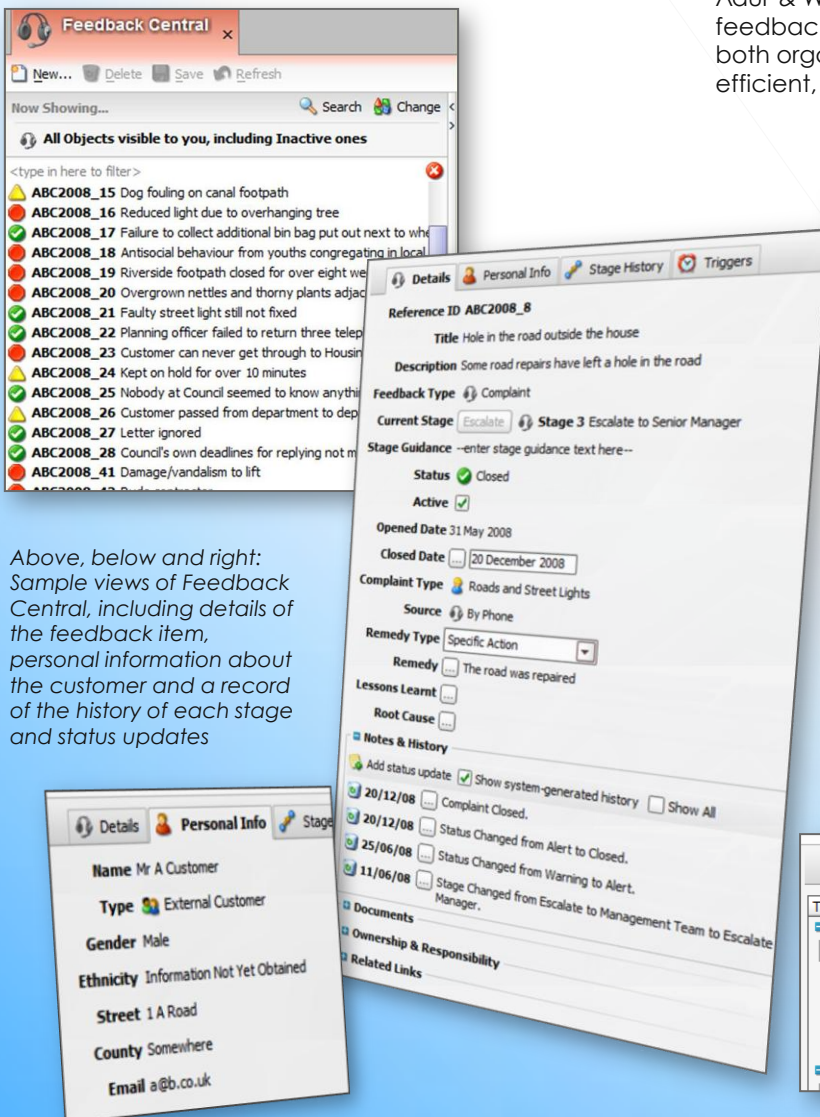 Feedback Central x
New... Delete Save Refresh
Now Showing... Search Change
All Objects visible to you, including Inactive ones
<type in here to filter>
ABC2008_15 Dog fouling on canal footpath
ABC2008_16 Reduced light due to overhanging tree
ABC2008_17 Failure to collect additional bin bag put out next to whe
ABC2008_18 Antisocial behaviour from youths congregating in local
ABC2008_19 Riverside footpath closed for over eight we
ABC2008_20 Overgrown nettles and thorny plants adjac
ABC2008_21 Faulty street light still not fixed
ABC2008_22 Planning officer failed to return three telep
ABC2008_23 Customer can never get through to Housin
ABC2008_24 Kept on hold for over 10 minutes
ABC2008_25 Nobody at Council seemed to know anythi
ABC2008_26 Customer passed from department to dep
ABC2008_27 Letter ignored
ABC2008_28 Council's own deadlines for replying not m
ABC2008_41 Damage/vandalism to lift
feedback
both orga
efficient,
Details Personal Info Stage History Triggers
Reference ID ABC2008_8
Title Hole in the road outside the house
Description Some road repairs have left a hole in the road
Feedback Type Complaint
Current Stage Escalate Stage 3 Escalate to Senior Manager
Stage Guidance --enter stage guidance text here--
Status Closed
Active
Opened Date 31 May 2008
Closed Date ... 20 December 2008
Complaint Type Roads and Street Lights
Source By Phone
Remedy Type Specific Action
Remedy ... The road was repaired
Lessons Learnt ...
Root Cause ...
Notes & History
Add status update Show system-generated history Show All
20/12/08 ... Complaint Closed.
20/12/08 ... Status Changed from Alert to Closed.
25/06/08 ... Status Changed from Warning to Alert.
11/06/08 ... Stage Changed from Escalate to Management Team to Escalate
Manager.
Documents
Ownership & Responsibility
Related Links
Above, below and right:
Sample views of Feedback
Central, including details of
the feedback item,
personal information about
the customer and a record
of the history of each stage
and status updates
Details Personal Info Stage
Name Mr A Customer
Type External Customer
Gender Male
Ethnicity Information Not Yet Obtained
Street 1 A Road
County Somewhere
Email a@b.co.uk